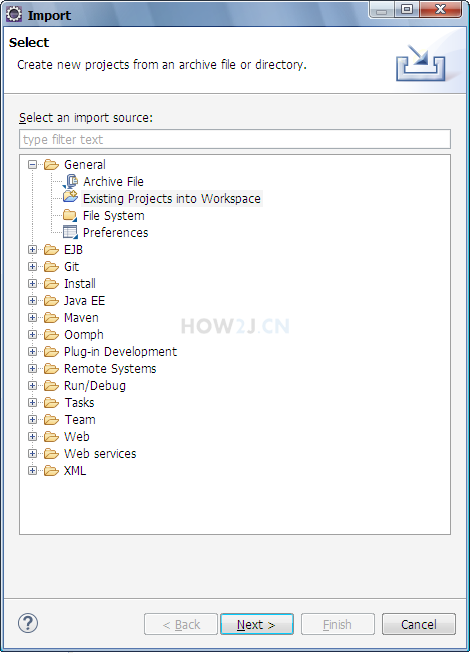 Import
Select
Create new projects from an archive file or directory.
Select an import source:
type filter text
General
Archive File
Existing Projects into Workspace
File System
Preferences
EJB
Git
Install
Java EE
Maven
HOW2J.CN
Oomph
Plug-in Development
Remote Systems
Run/Debug
Tasks
Team
Web
Web services
XML
? < Back Next > Finish Cancel